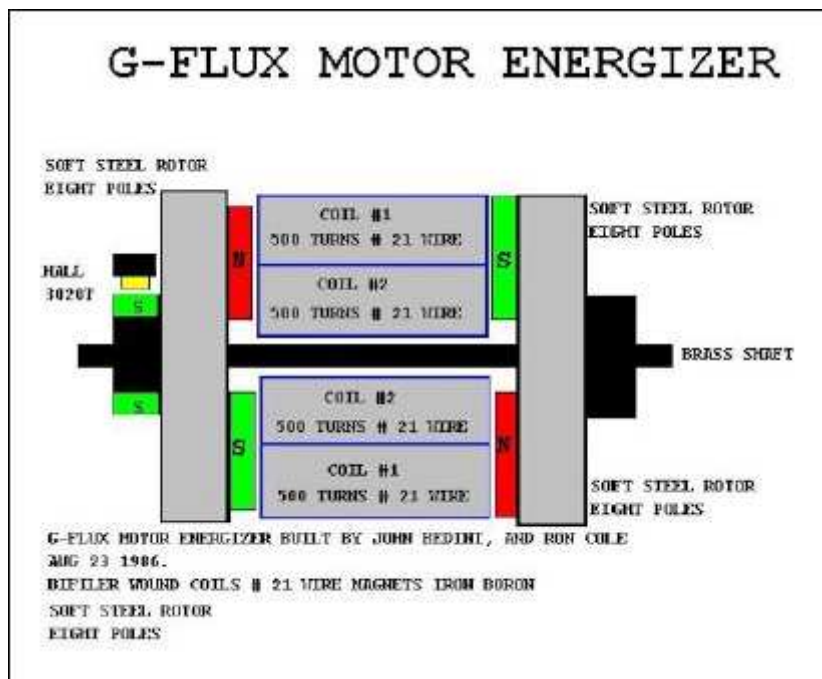 G-FLUX MOTOR ENERGIZER
SOFT STEEL ROTOR
EIGHT POLES
COIL #1
500 TURNS # 21 WIRE
SOFT STEEL ROTOR
EIGHT POLES
HALL
3020T
N
S
COIL #2
500 TURNS # 21 WIRE
S
BRASS SHAFT
S
COIL #2
500 TURNS # 21 WIRE
S
N
COIL #1
500 TURNS # 21 WIRE
SOFT STEEL ROTOR
EIGHT POLES
G-FLUX MOTOR ENERGIZER BUILT BY JOHN BEDINI, AND RON COLE
AUG 23 1986.
BIFILER WOUND COILS # 21 WIRE MAGNETS IRON BORON
SOFT STEEL ROTOR
EIGHT POLES